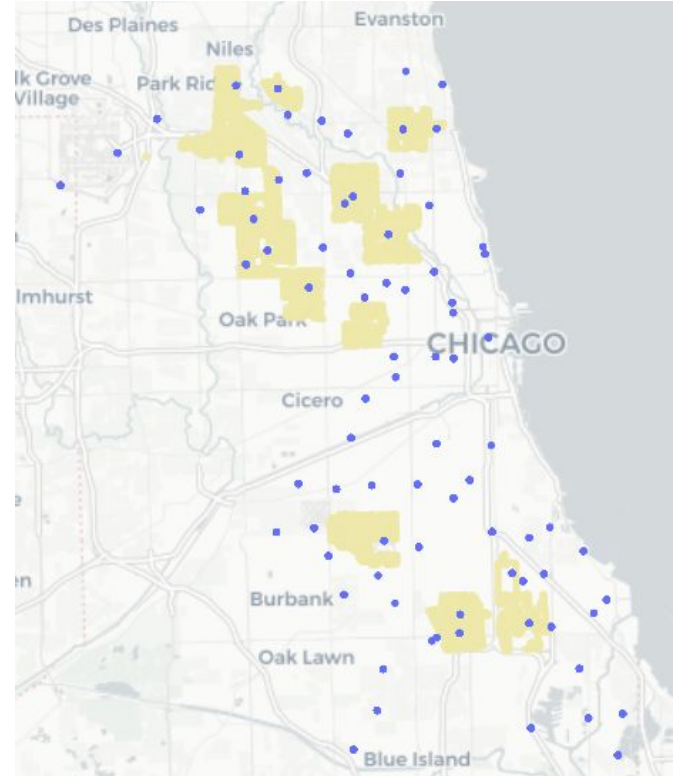 Evanston
Des Plaines
Niles
lk Grove
Village
Park Rid
lmhurst
Oak Park
CHICAGO
Cicero
Burbank
Oak Lawn
Blue Island
en